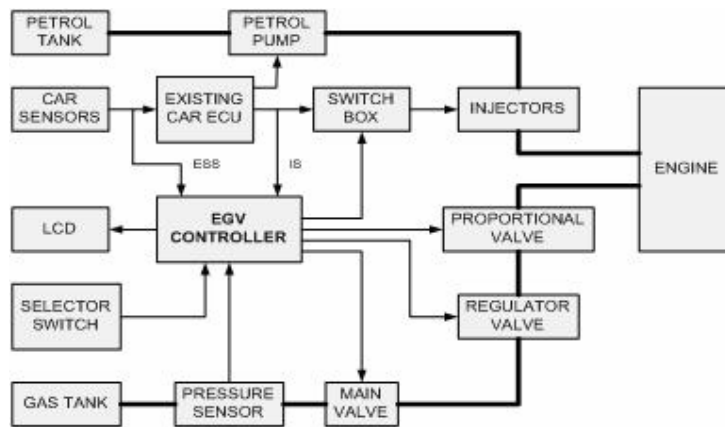 PETROL
TANK
PETROL
PUMP
CAR
SENSORS
EXISTING
CAR ECU
SWITCH
BOX
INJECTORS
ENGINE
ESS
IS
LCD
EGV
CONTROLLER
PROPORTIONAL
VALVE
SELECTOR
SWITCH
REGULATOR
VALVE
GAS TANK
PRESSURE
SENSOR
MAIN
VALVE